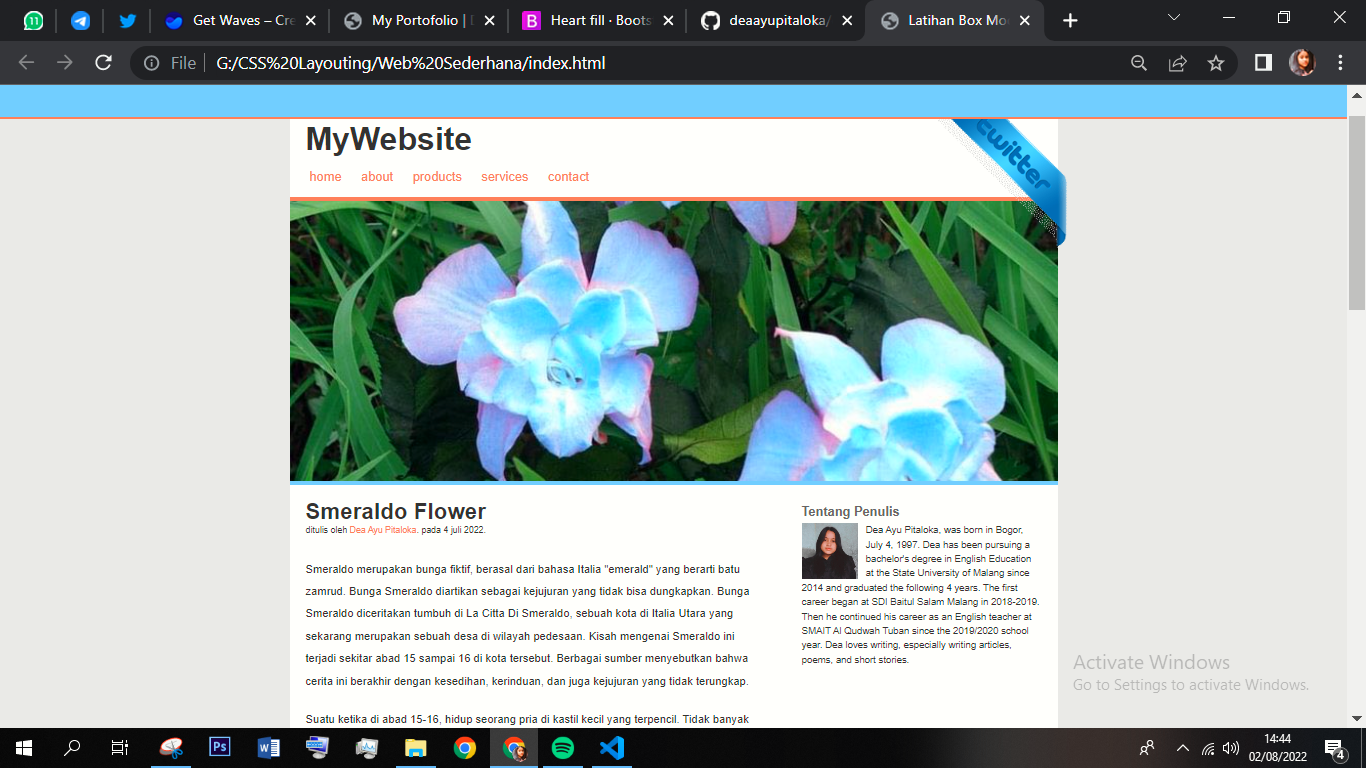 11
Get Waves – Cre
My Portofolio | D
Heart fill · Boots
deaayupitaloka/
Latihan Box Mo
File
G:/CSS%20Layouting/Web%20Sederhana/index.html
MyWebsite
twitter
home about products services contact
Smeraldo Flower
ditulis oleh Dea Ayu Pitaloka. pada 4 juli 2022.
Smeraldo merupakan bunga fiktif, berasal dari bahasa Italia "emerald" yang berarti batu
zamrud. Bunga Smeraldo diartikan sebagai kejujuran yang tidak bisa dungkapkan. Bunga
Smeraldo diceritakan tumbuh di La Citta Di Smeraldo, sebuah kota di Italia Utara yang
sekarang merupakan sebuah desa di wilayah pedesaan. Kisah mengenai Smeraldo ini
terjadi sekitar abad 15 sampai 16 di kota tersebut. Berbagai sumber menyebutkan bahwa
cerita ini berakhir dengan kesedihan, kerinduan, dan juga kejujuran yang tidak terungkap.
Suatu ketika di abad 15-16, hidup seorang pria di kastil kecil yang terpencil. Tidak banyak
Tentang Penulis
Dea Ayu Pitaloka, was born in Bogor,
July 4, 1997. Dea has been pursuing a
bachelor's degree in English Education
at the State University of Malang since
2014 and graduated the following 4 years. The first
career began at SDI Baitul Salam Malang in 2018-2019.
Then he continued his career as an English teacher at
SMAIT Al Qudwah Tuban since the 2019/2020 school
year. Dea loves writing, especially writing articles,
poems, and short stories.
Activate Windows
Go to Settings to activate Windows.
Ps
14:44
02/08/2022
4